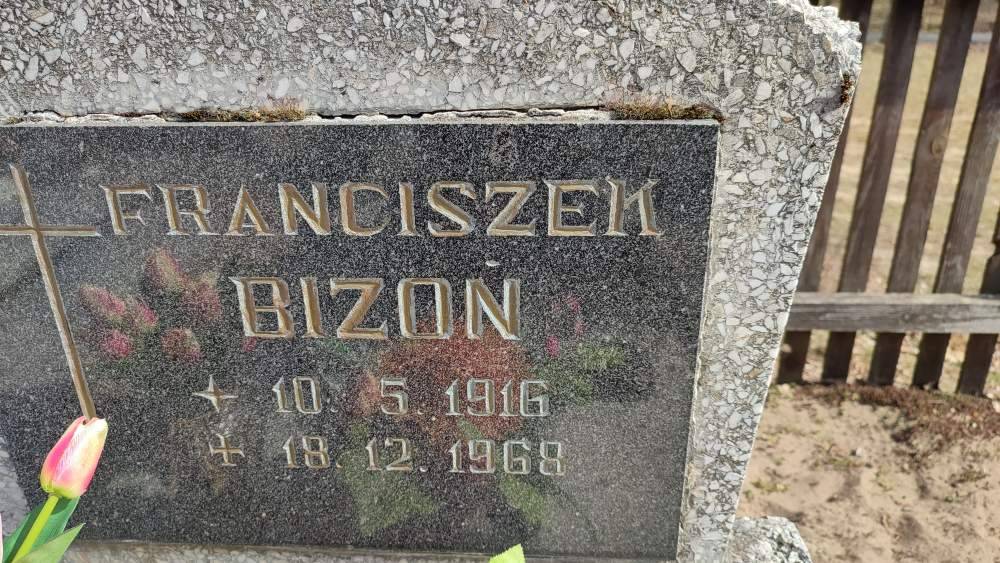 FRANCISZEK
BIZOŃ
10. 5. 1916
18. 12. 1968